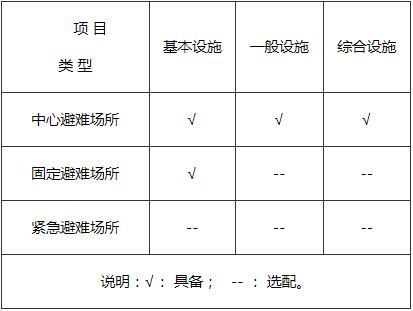 项 目
类 型
基本设施 一般设施 综合设施
中心避难场所 √ √ √
固定避难场所 √ -- --
紧急避难场所 -- -- --
说明：√ ： 具备； -- ： 选配。